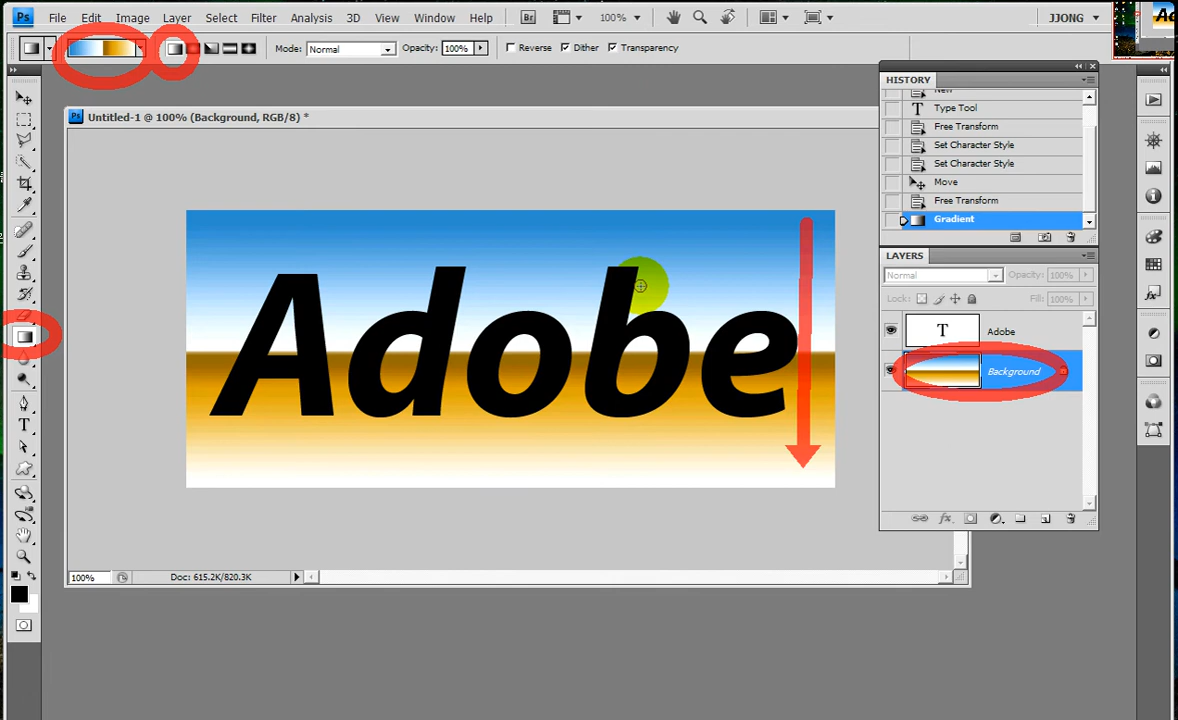 Ps File Edit Image Layer Select Filter Analysis 3D View Window Help Br 100% JJONG
Mode: Normal Opacity: 100% Reverse Dither Transparency
HISTORY
New
T Type Tool
Free Transform
Set Character Style
Set Character Style
Move
Free Transform
Gradient
Ps Untitled-1 @ 100% (Background, RGB/8) *
Adobe
LAYERS
Normal Opacity: 100%
Lock: Fill: 100%
T Adobe
Background
fx
100% Doc: 615.2K/820.3K